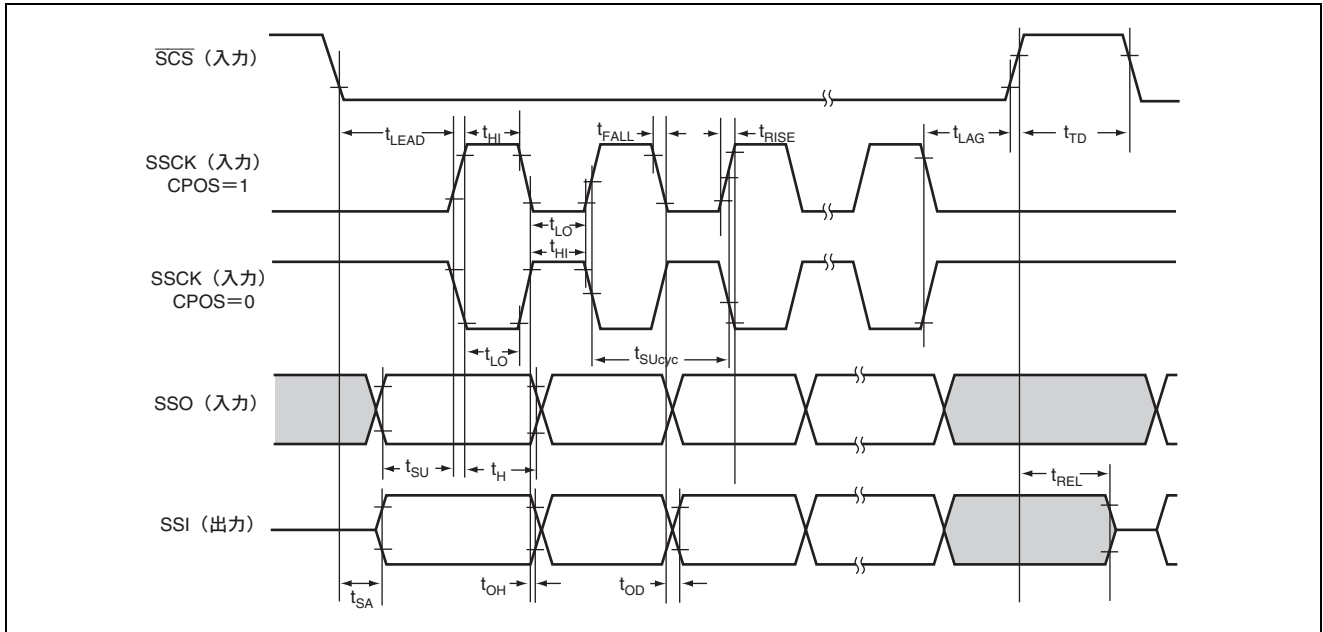 SCS（入力）
tLEAD
tHI
tFALL
tRISE
tLAG
tTD
SSCK（入力）
CPOS＝1
tLO
tHI
SSCK（入力）
CPOS＝0
tLO
tSUcyc
SSO（入力）
tSU
tH
tREL
SSI（出力）
tSA
tOH
tOD